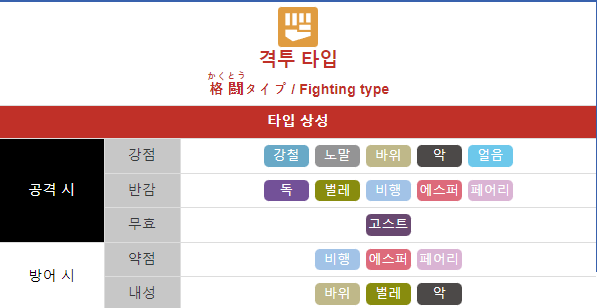 격투 타입
かくとう
格闘タイプ / Fighting type
타입 상성
공격 시
강점 강철 노말 바위 악 얼음
반감 독 벌레 비행 에스퍼 페어리
무효 고스트
방어 시
약점 비행 에스퍼 페어리
내성 바위 벌레 악